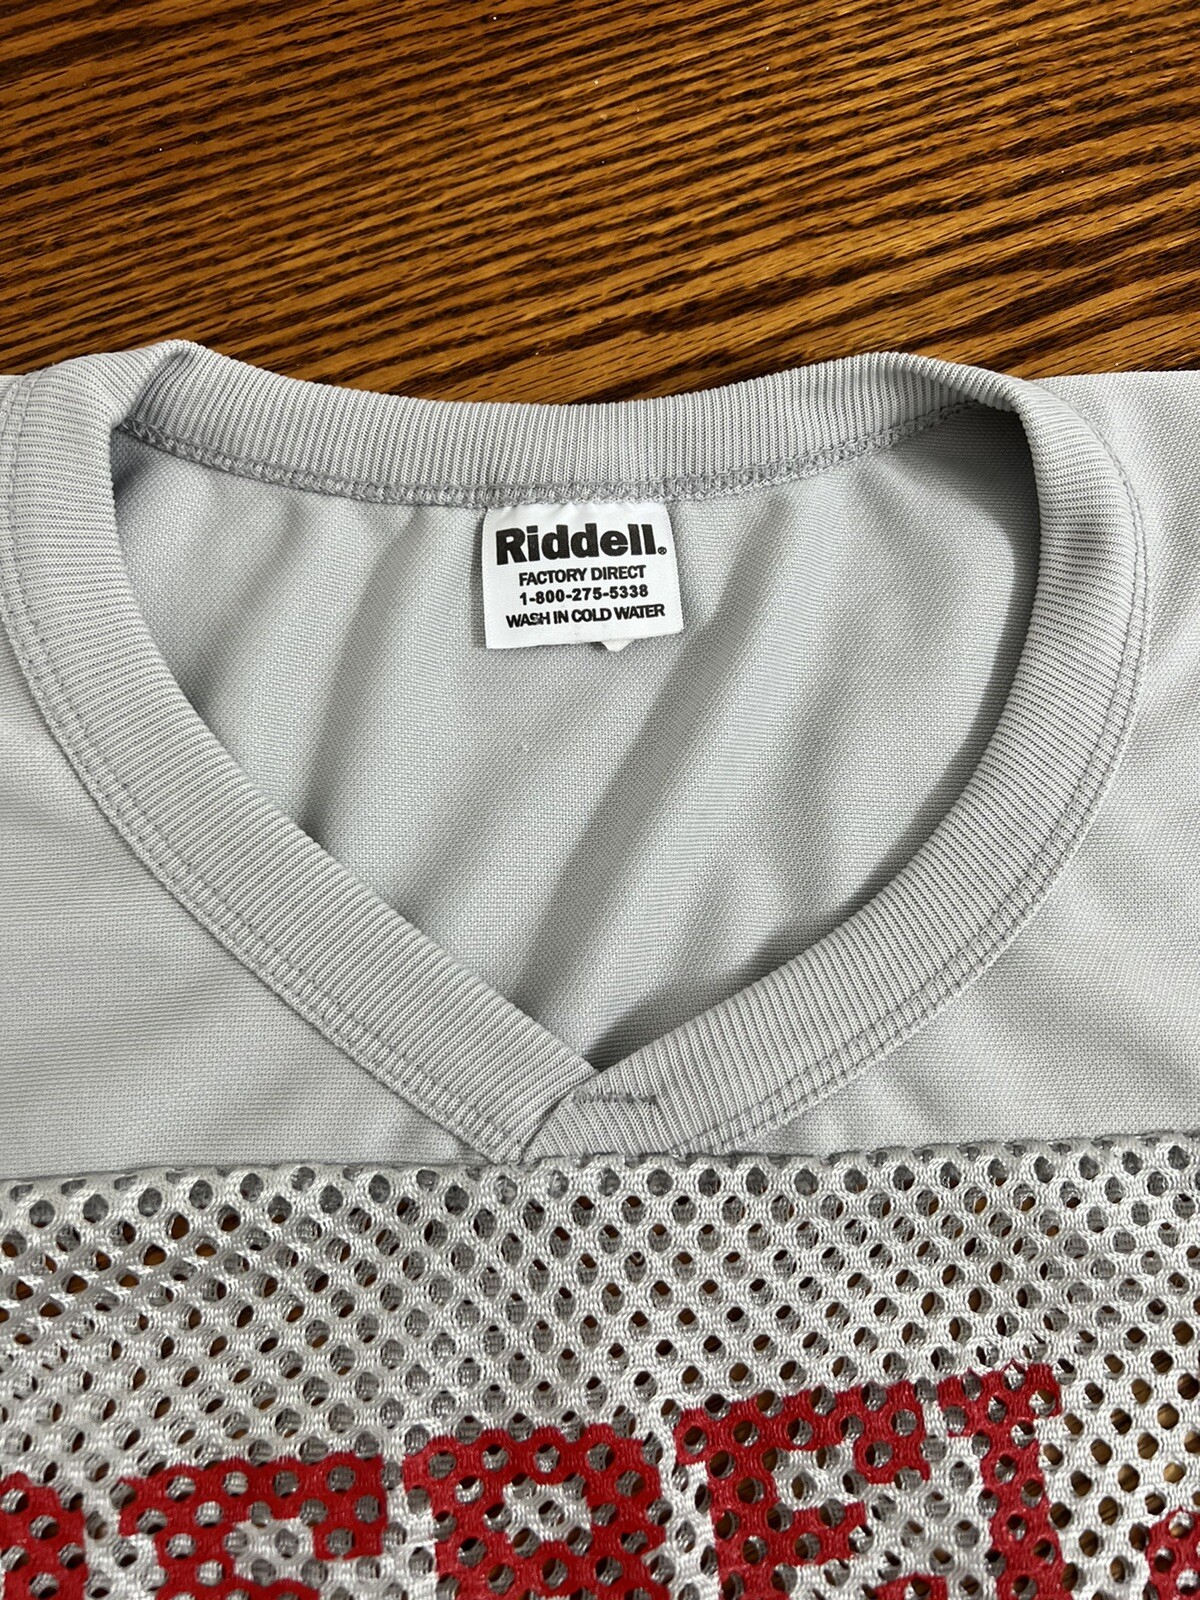 Riddell®
FACTORY DIRECT
1-800-275-5338
WASH IN COLD WATER